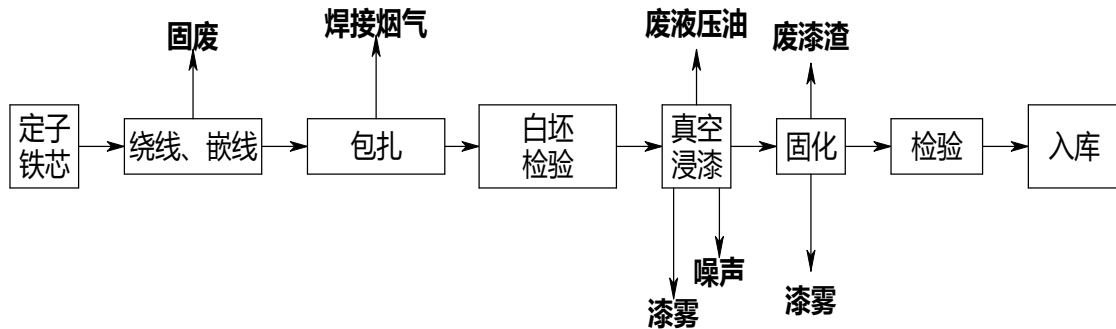 固废
焊接烟气
废液压油
废漆渣
定子
铁芯
绕线、嵌线
包扎
白坯
检验
真空
浸漆
固化
检验
入库
噪声
漆雾
漆雾